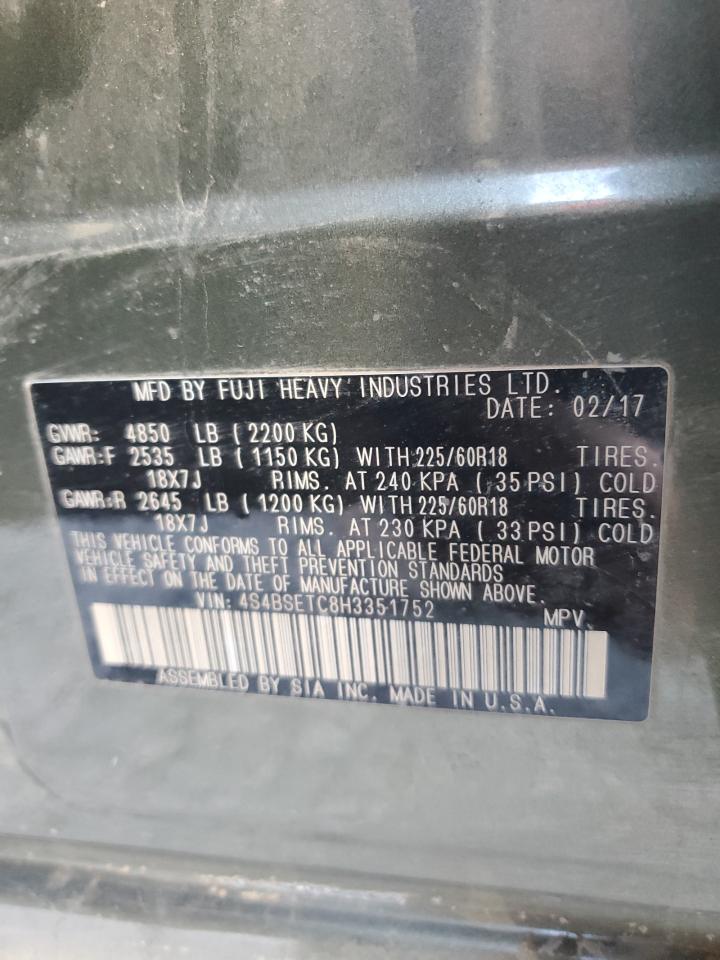 MFD BY FUJI HEAVY INDUSTRIES LTD.
DATE: 02/17
GVWR: 4850 LB ( 2200 KG)
GAWR:F 2535 LB ( 1150 KG) WITH 225/60R18 TIRES.
18X7J RIMS. AT 240 KPA ( 35 PSI) COLD
GAWR:R 2645 LB ( 1200 KG) WITH 225/60R18 TIRES.
18X7J RIMS. AT 230 KPA ( 33 PSI) COLD
THIS VEHICLE CONFORMS TO ALL APPLICABLE FEDERAL MOTOR
VEHICLE SAFETY AND THEFT PREVENTION STANDARDS
IN EFFECT ON THE DATE OF MANUFACTURE SHOWN ABOVE.
VIN: 4S4BSETC8H3351752 MPV.
ASSEMBLED BY SIA INC. MADE IN U.S.A.